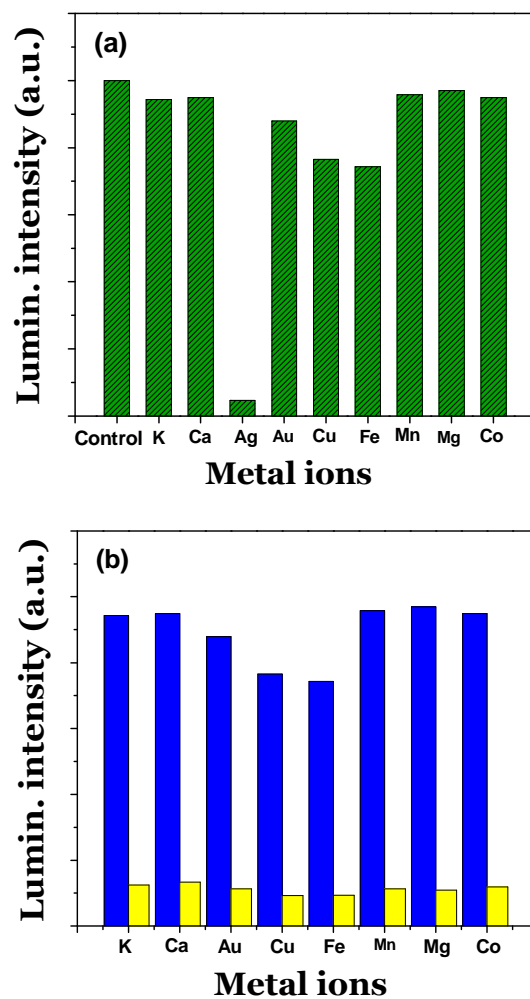 (a)
Lumin. intensity (a.u.)
Control K Ca Ag Au Cu Fe Mn Mg Co
Metal ions
(b)
Lumin. intensity (a.u.)
K Ca Au Cu Fe Mn Mg Co
Metal ions